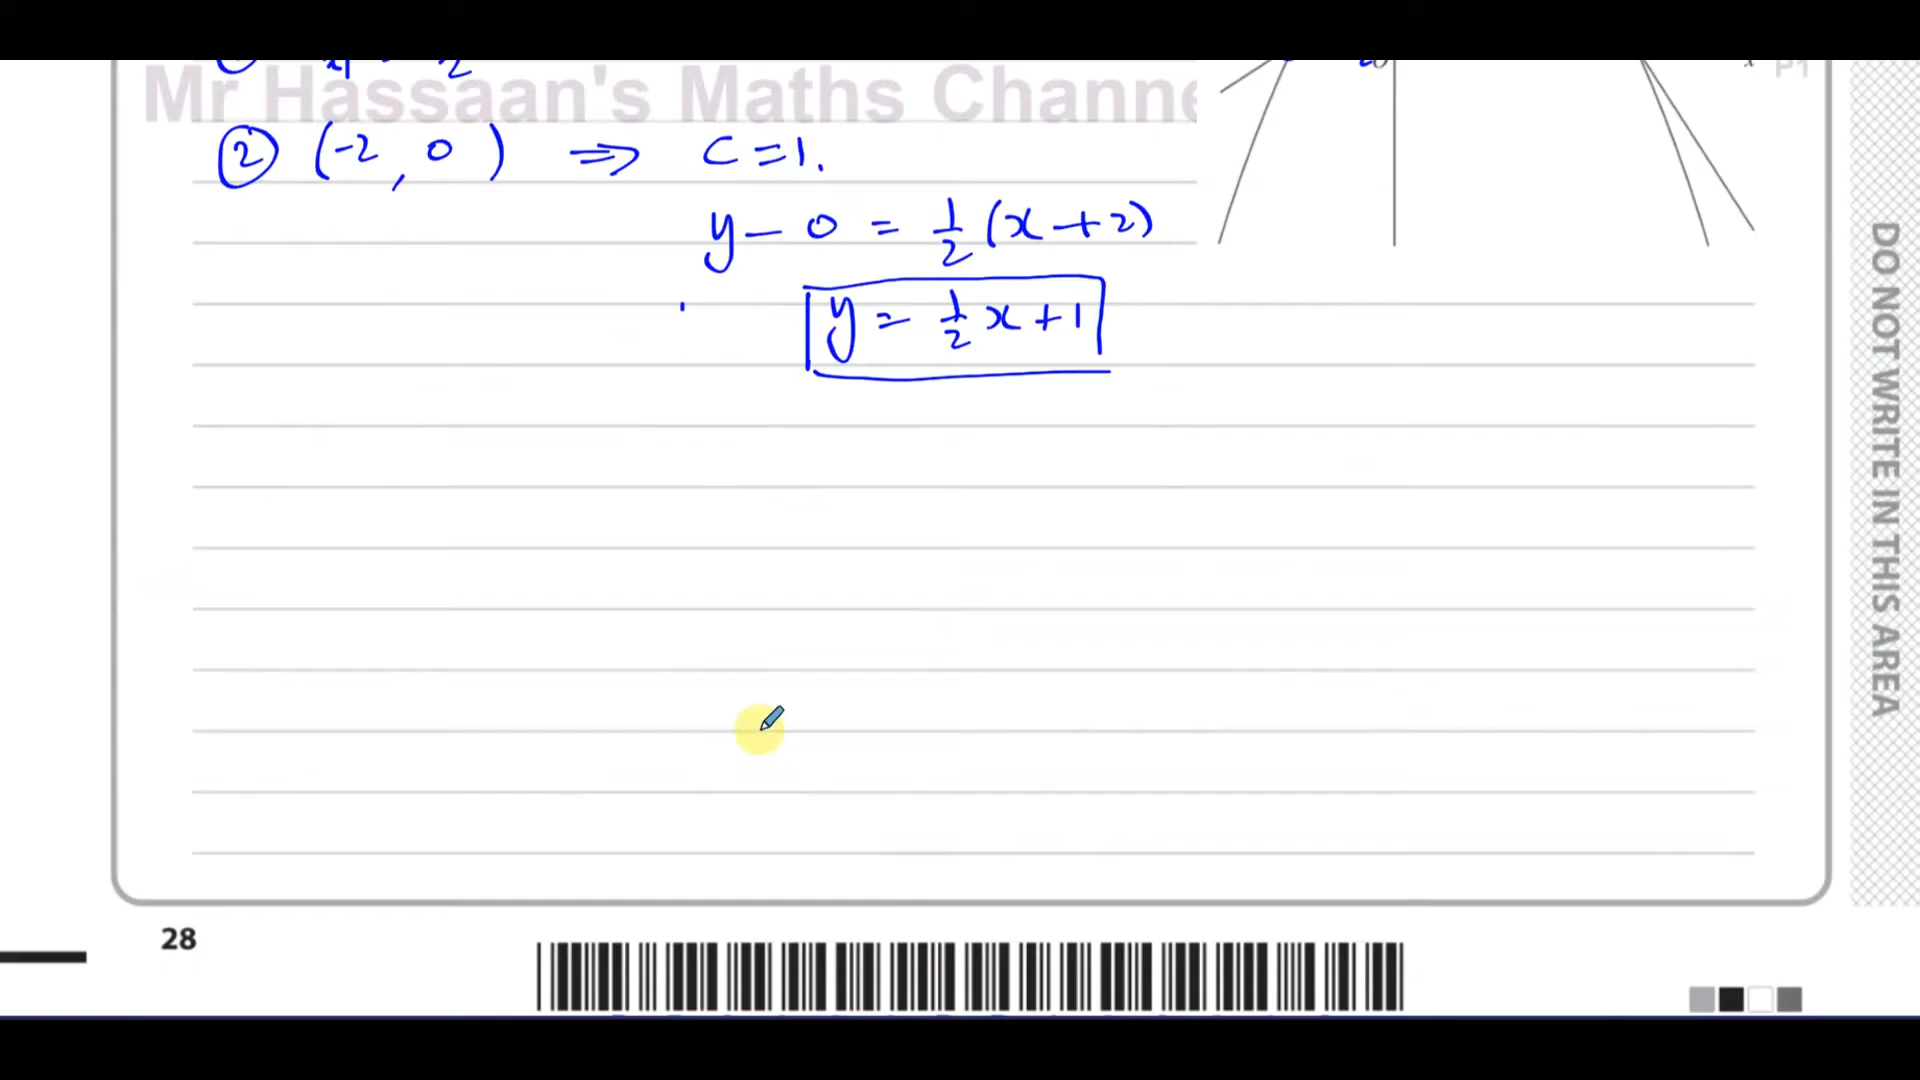 Mr Hassaan's Maths Channe
P1
② (-2, 0) ⇒ C = 1.
y - 0 = ½(x + 2)
y = ½x + 1
DO NOT WRITE IN THIS AREA
28